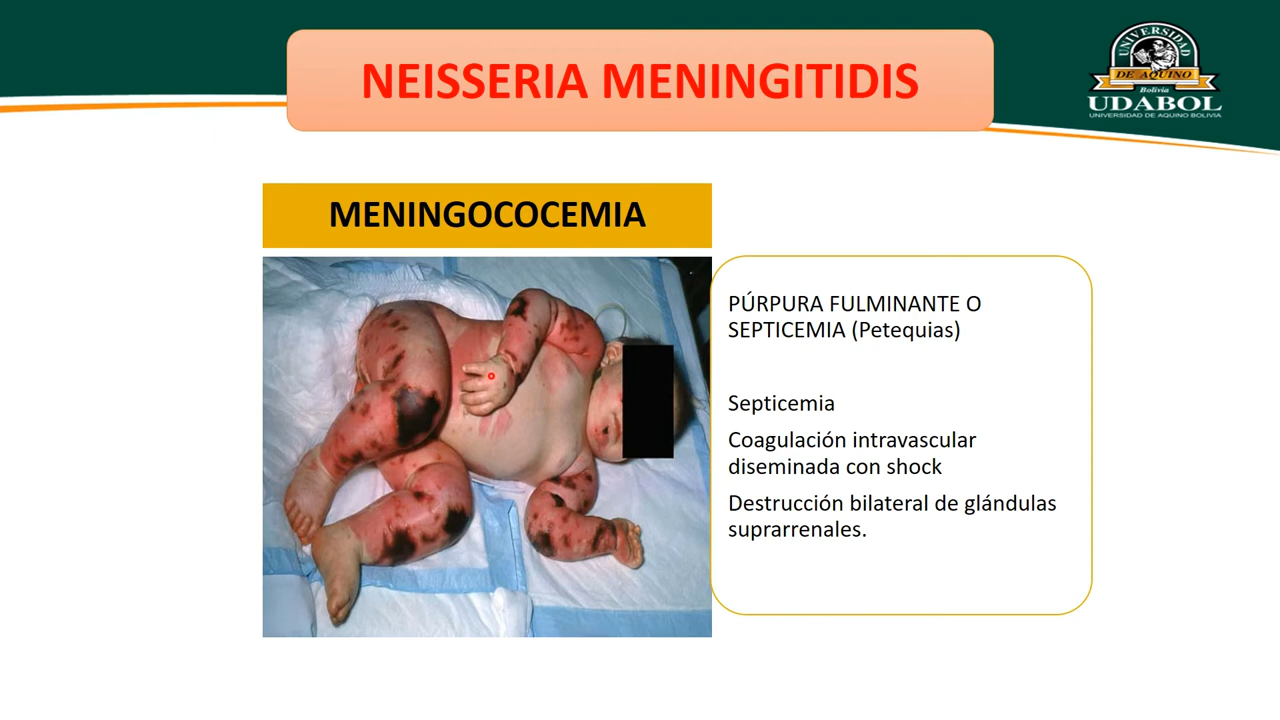 NEISSERIA MENINGITIDIS
UNIVERSIDAD
DE AQUINO
Bolivia
UDABOL
UNIVERSIDAD DE AQUINO BOLIVIA
MENINGOCOCEMIA
PÚRPURA FULMINANTE O
SEPTICEMIA (Petequias)
Septicemia
Coagulación intravascular
diseminada con shock
Destrucción bilateral de glándulas
suprarrenales.